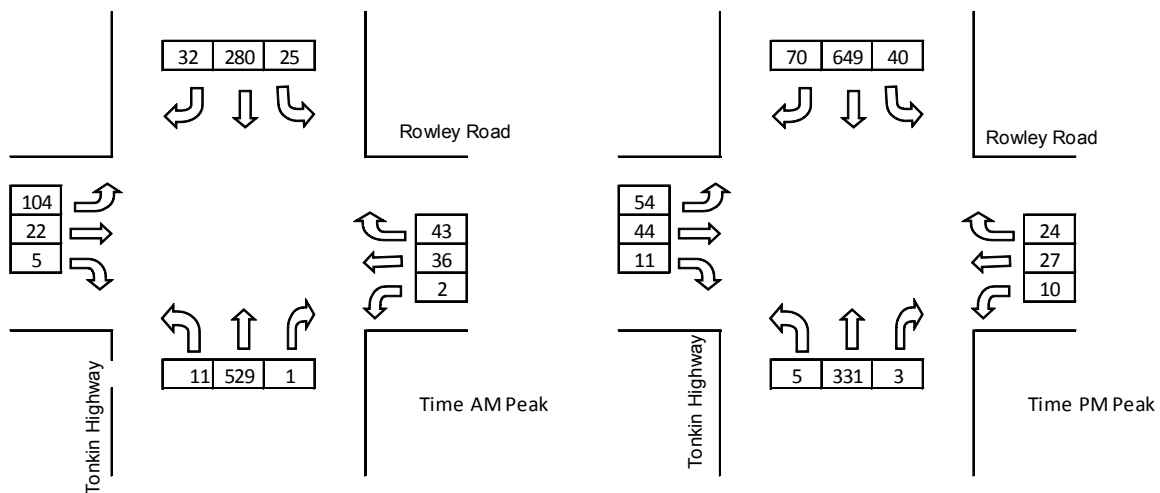 32 280 25
Rowley Road
104
22
5
43
36
2
11 529 1
Tonkin Highway
Time AM Peak
70 649 40
Rowley Road
54
44
11
24
27
10
5 331 3
Tonkin Highway
Time PM Peak